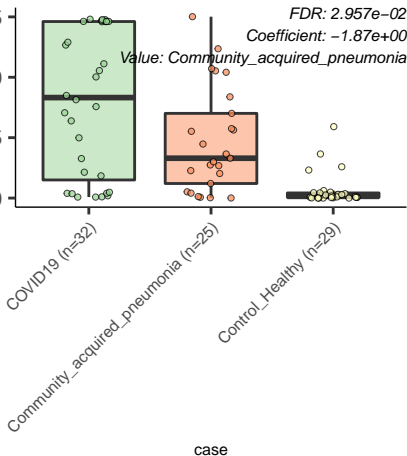 FDR: 2.957e−02
Coefficient: −1.87e+00
Value: Community_acquired_pneumonia
COVID19 (n=32)
Community_acquired_pneumonia (n=25)
Control_Healthy (n=29)
case